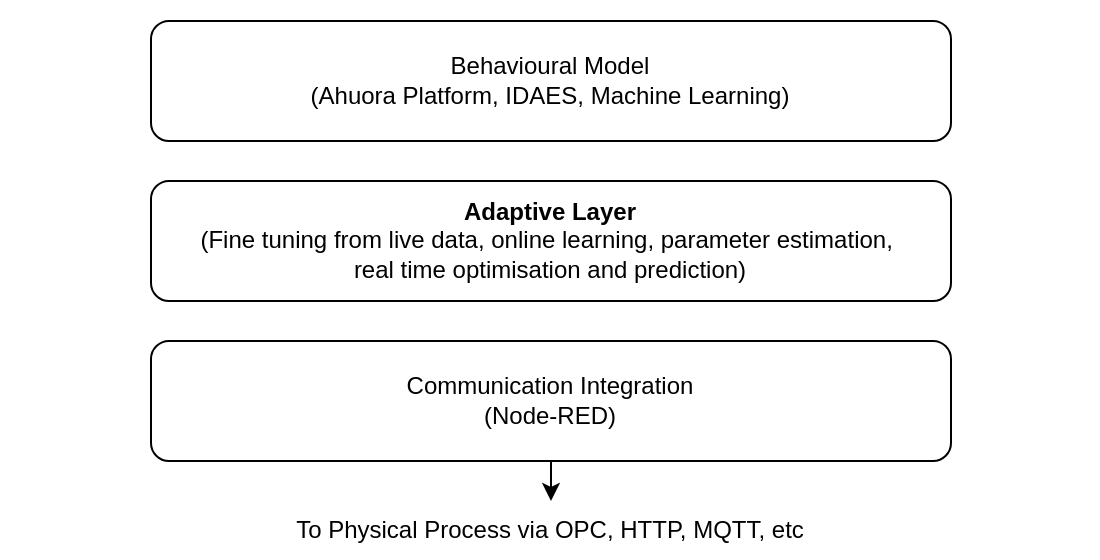 Behavioural Model
(Ahuora Platform, IDAES, Machine Learning)
Adaptive Layer
(Fine tuning from live data, online learning, parameter estimation,
real time optimisation and prediction)
Communication Integration
(Node-RED)
To Physical Process via OPC, HTTP, MQTT, etc